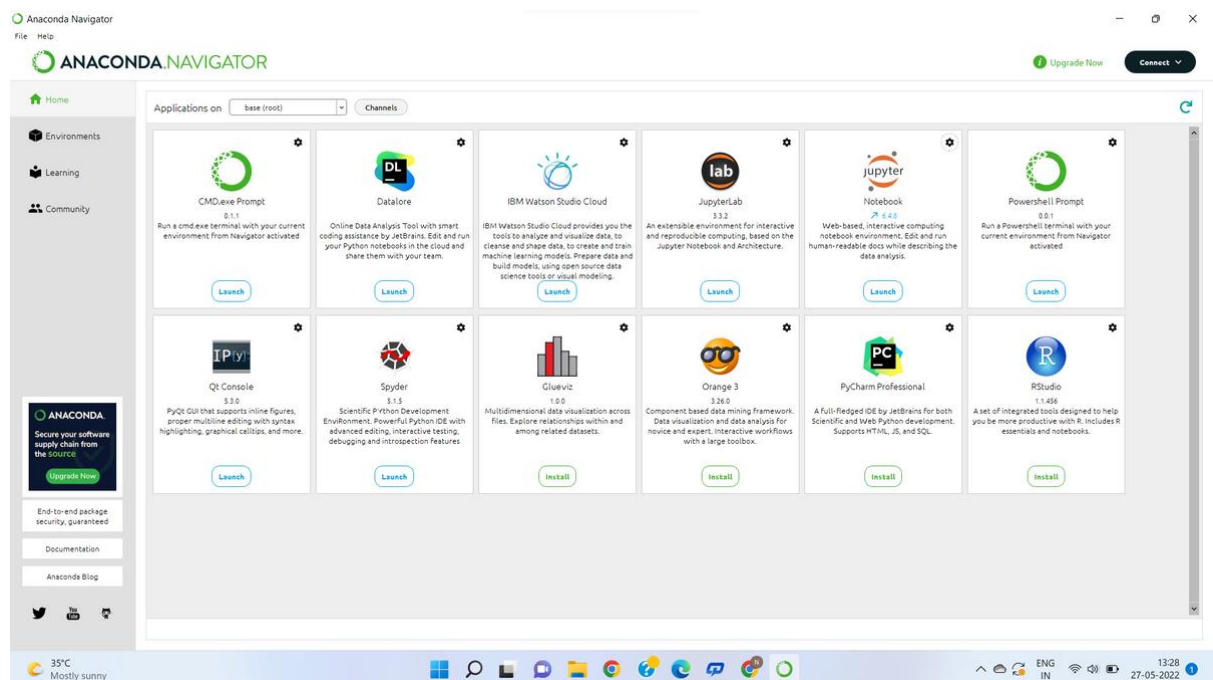 Anaconda Navigator
File Help
ANACONDA.NAVIGATOR
Upgrade Now
Connect
Home
Environments
Learning
Community
Applications on base (root) Channels
CMD.exe Prompt
0.1.1
Run a cmd.exe terminal with your current
environment from Navigator activated
Launch
DL
Datalore
Online Data Analysis Tool with smart
coding assistance by JetBrains. Edit and run
your Python notebooks in the cloud and
share them with your team.
Launch
IBM Watson Studio Cloud
IBM Watson Studio Cloud provides you the
tools to analyze and visualize data, to
cleanse and shape data, to create and train
machine learning models. Prepare data and
build models, using open source data
science tools or visual modeling.
Launch
lab
JupyterLab
3.3.2
An extensible environment for interactive
and reproducible computing, based on the
Jupyter Notebook and Architecture.
Launch
jupyter
Notebook
6.4.8
Web-based, interactive computing
notebook environment. Edit and run
human-readable docs while describing the
data analysis.
Launch
Powershell Prompt
0.0.1
Run a Powershell terminal with your
current environment from Navigator
activated
Launch
IP[y]:
Qt Console
5.3.0
PyQt GUI that supports inline figures,
proper multiline editing with syntax
highlighting, graphical calltips, and more.
Launch
Spyder
5.1.5
Scientific PYthon Development
EnviRonment. Powerful Python IDE with
advanced editing, interactive testing,
debugging and introspection features
Launch
Glueviz
1.0.0
Multidimensional data visualization across
files. Explore relationships within and
among related datasets.
Install
Orange 3
3.26.0
Component based data mining framework.
Data visualization and data analysis for
novice and expert. Interactive workflows
with a large toolbox.
Install
PC
PyCharm Professional
A full-fledged IDE by JetBrains for both
Scientific and Web Python development.
Supports HTML, JS, and SQL.
Install
R
RStudio
1.1.456
A set of integrated tools designed to help
you be more productive with R. Includes R
essentials and notebooks.
Install
ANACONDA.
Secure your software
supply chain from
the source
Upgrade Now
End-to-end package
security, guaranteed
Documentation
Anaconda Blog
You
Tube
35°C
Mostly sunny
ENG
IN
13:28
27-05-2022
1